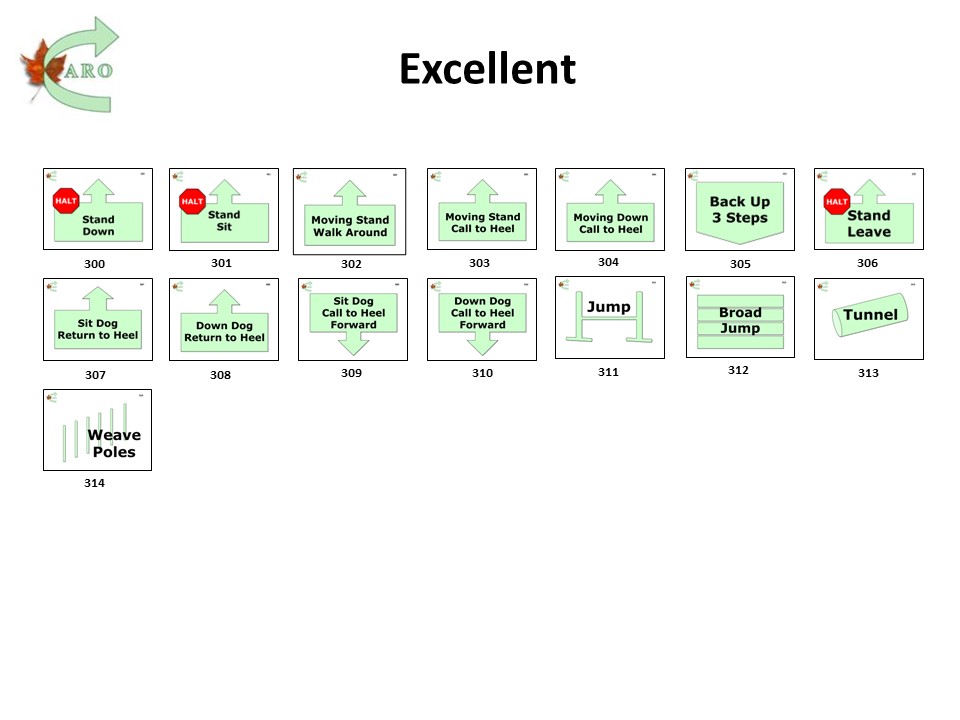 CARO
Excellent
HALT
Stand
Down
300
HALT
Stand
Sit
301
Moving Stand
Walk Around
302
Moving Stand
Call to Heel
303
Moving Down
Call to Heel
304
Back Up
3 Steps
305
HALT
Stand
Leave
306
Sit Dog
Return to Heel
307
Down Dog
Return to Heel
308
Sit Dog
Call to Heel
Forward
309
Down Dog
Call to Heel
Forward
310
Jump
311
Broad
Jump
312
Tunnel
313
Weave
Poles
314